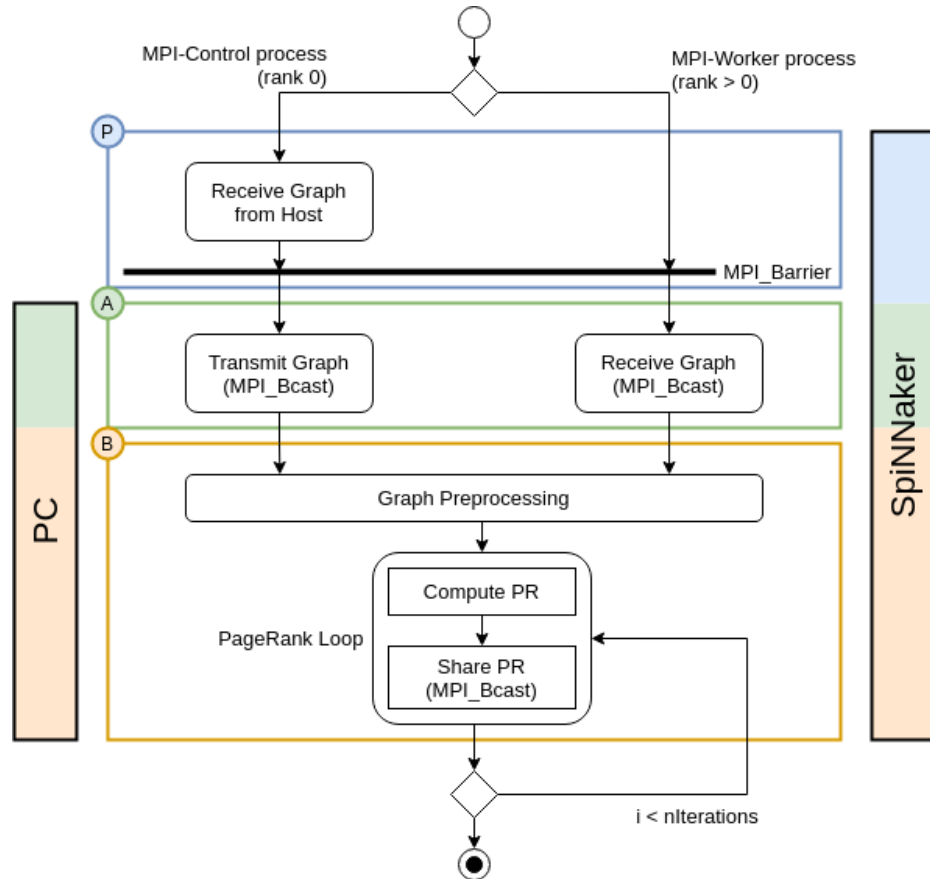 MPI-Control process
(rank 0)
MPI-Worker process
(rank > 0)
P
Receive Graph
from Host
MPI_Barrier
A
Transmit Graph
(MPI_Bcast)
Receive Graph
(MPI_Bcast)
B
Graph Preprocessing
Compute PR
PageRank Loop
Share PR
(MPI_Bcast)
i < nIterations
PC
SpiNNaker